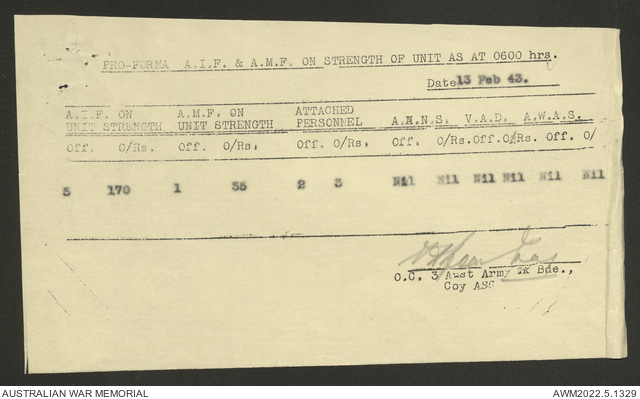 PRO-FORMA A.I.F. & A.M.F. ON STRENGTH OF UNIT AS AT 0600 hrs.
Date 13 Feb 43.
A.I.F. ON A.M.F. ON ATTACHED
UNIT STRENGTH UNIT STRENGTH PERSONNEL A.A.N.S. V.A.D. A.W.A.S.
Off. O/Rs. Off. O/Rs. Off. O/Rs. Off. O/Rs. Off. O/Rs. Off. O/
5 170 1 35 2 3 Nil Nil Nil Nil Nil Nil
O.C. 3 Aust Army Tk Bde.,
Coy ASC
AUSTRALIAN WAR MEMORIAL AWM2022.5.1329